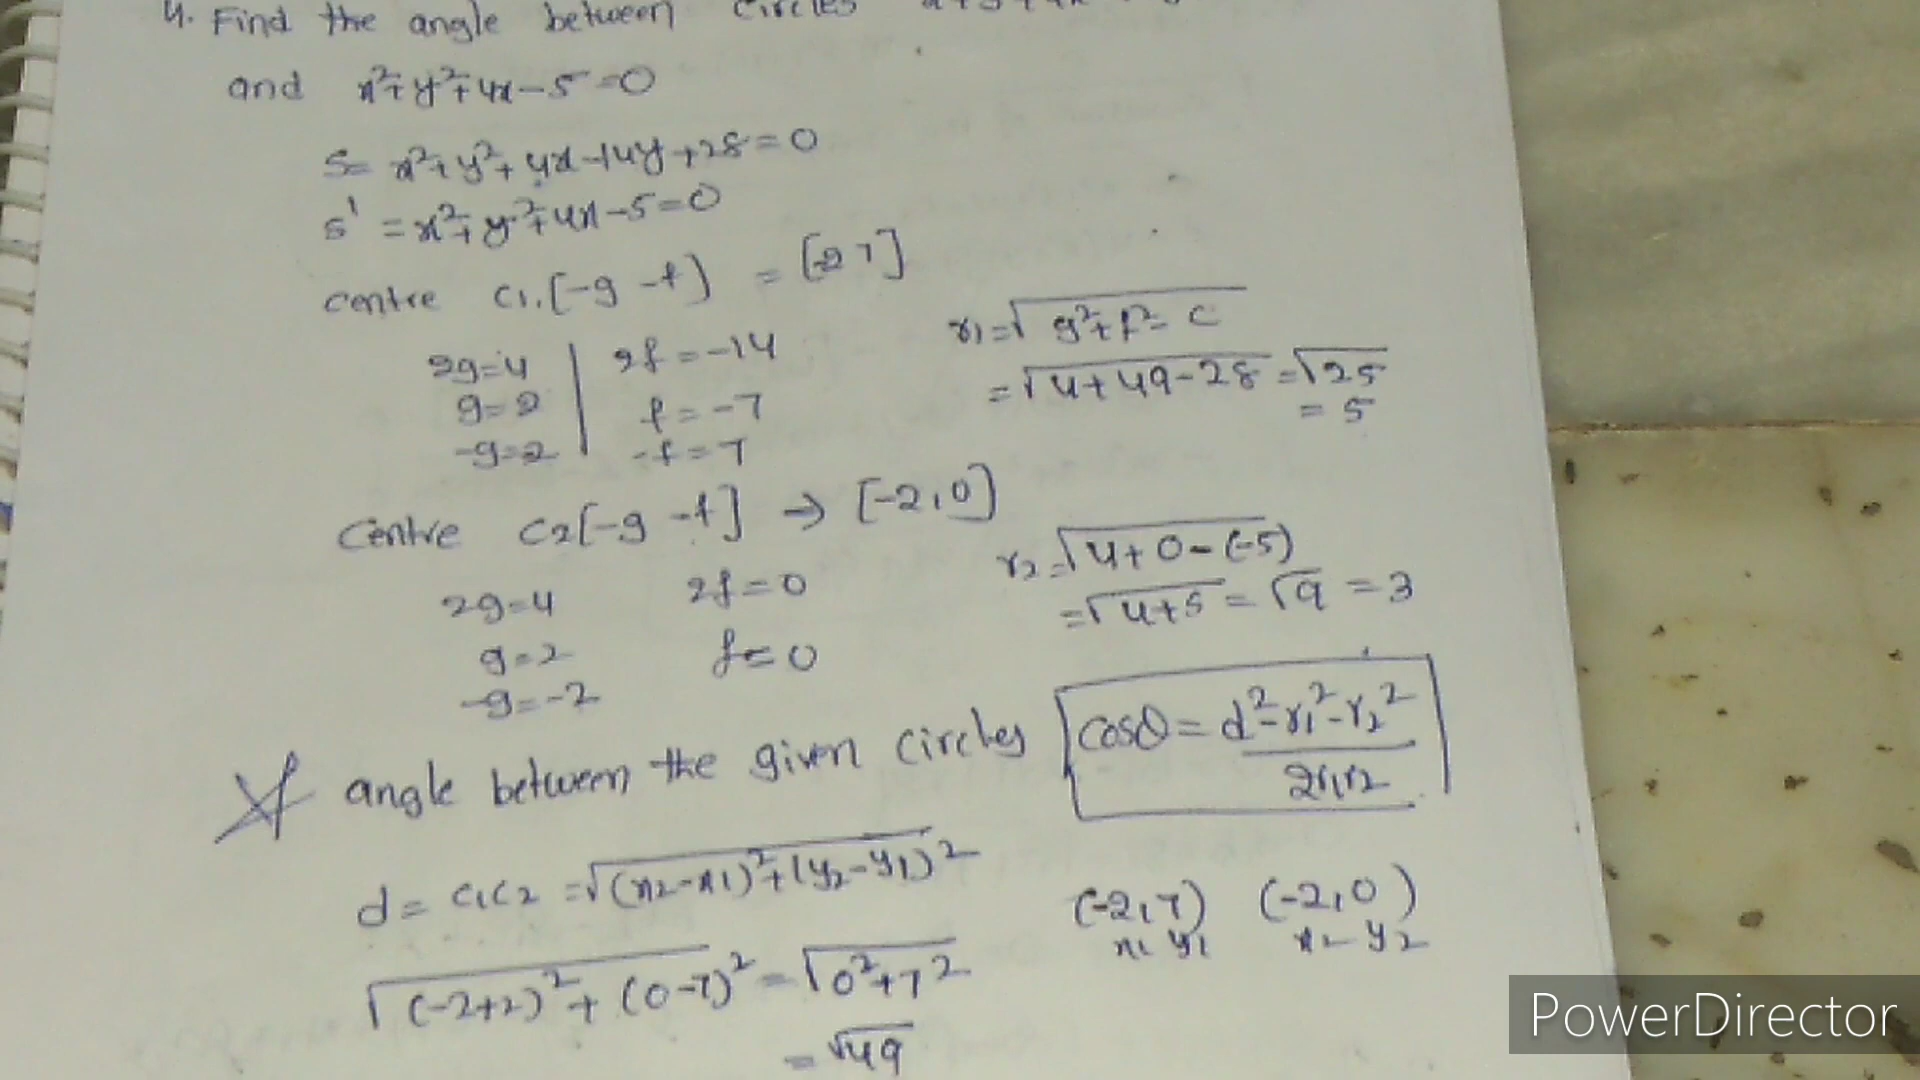 4. Find the angle between circles
and x²+y²+4x-5=0
S= x²+y²+4x-14y+28=0
S' =x²+y²+4x-5=0
centre C1.[-g -f] = [-2 7]
2g=4 2f=-14
g=2 f=-7
-g=2 -f=7
r1=√g²+f²-c
=√4+49-28 =√25
=5
Centre C2[-g -f] → [-2,0]
2g=4 2f=0
g=2 f=0
-g=-2
r2=√4+0-(-5)
=√4+5 = √9 =3
angle between the given circles cosθ= d²-r1²-r2² / 2r1r2
d= C1C2 =√(x2-x1)²+(y2-y1)² (-2,7) (-2,0)
x1 y1 x2 y2
√(-2+2)²+(0-7)² =√0²+7²
=√49
PowerDirector